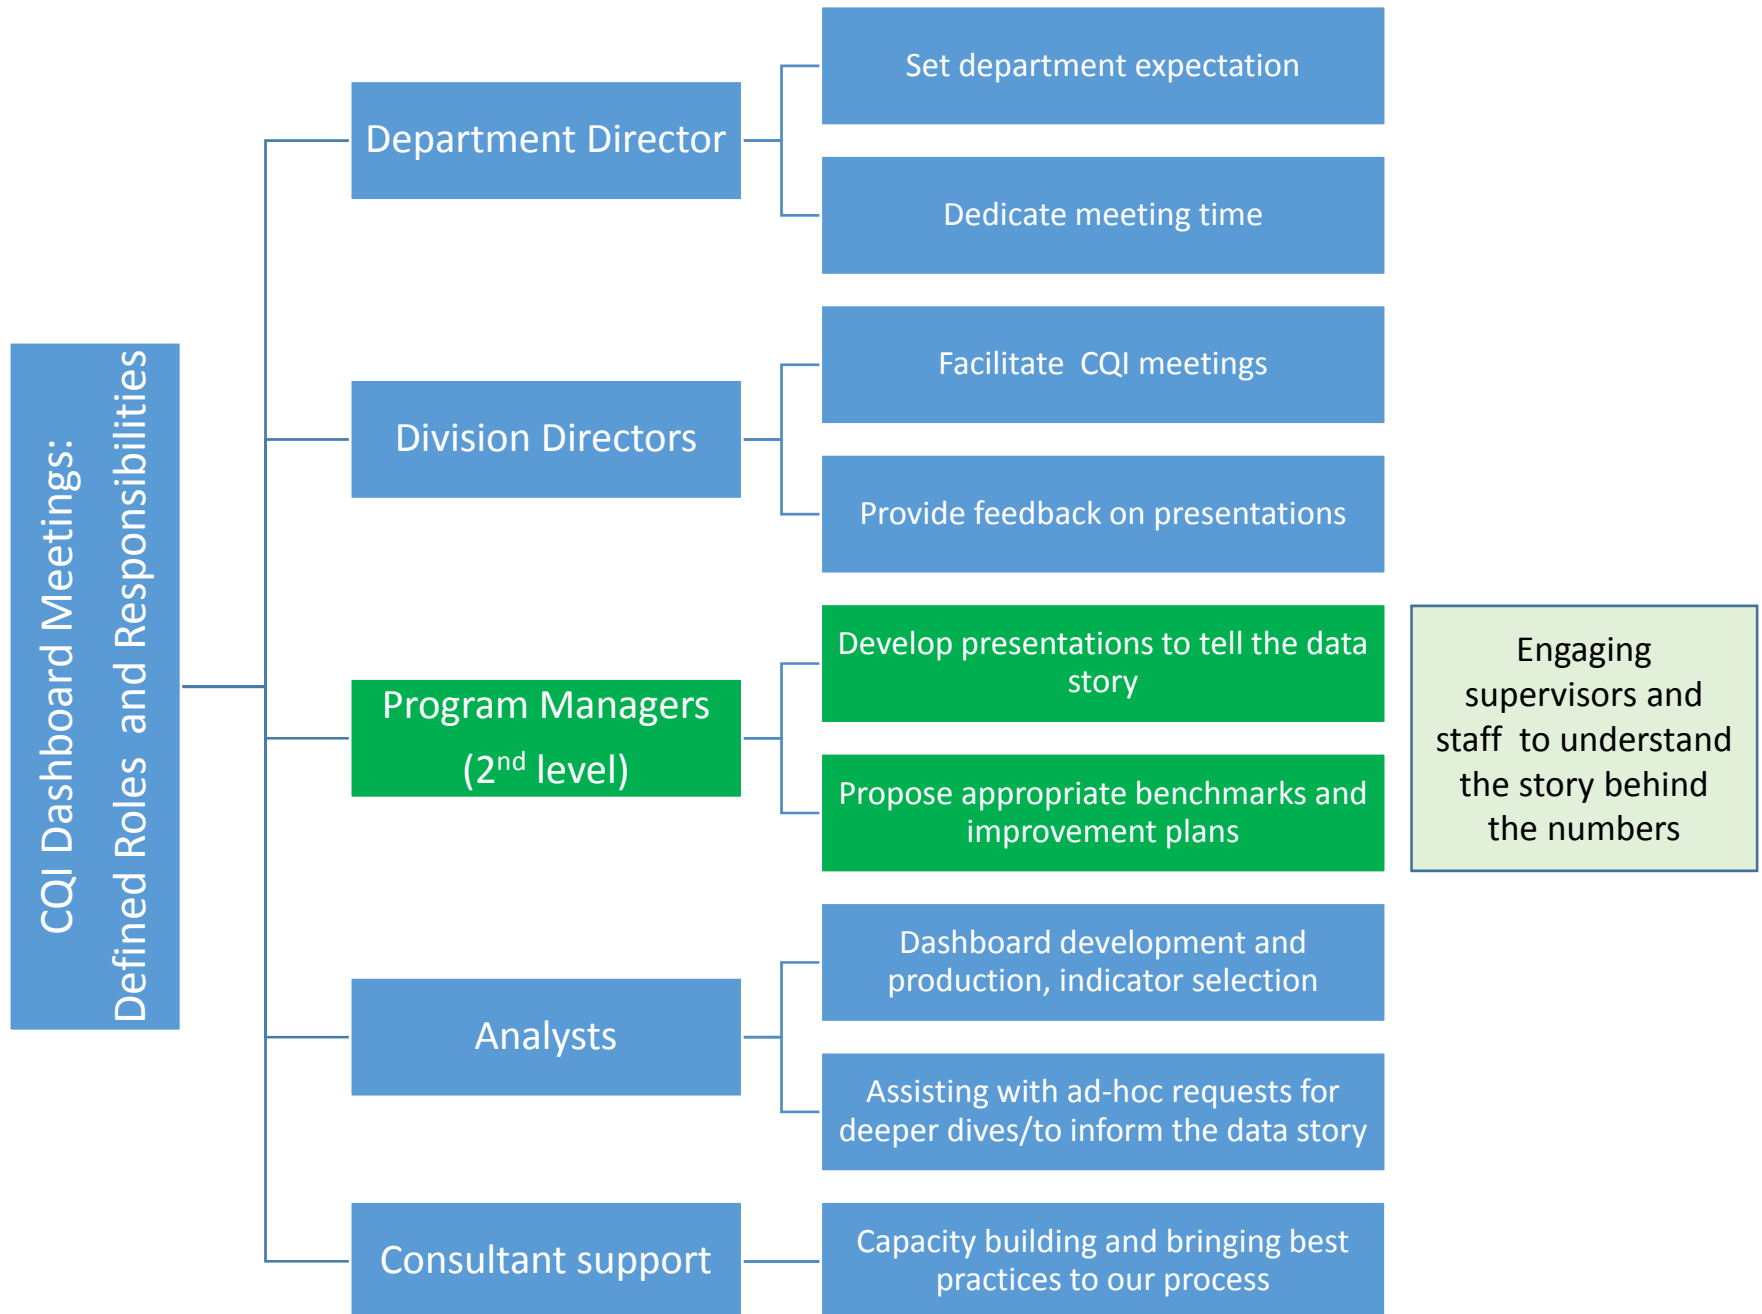 CQI Dashboard Meetings:
Defined Roles and Responsibilities
Department Director
Set department expectation
Dedicate meeting time
Division Directors
Facilitate CQI meetings
Provide feedback on presentations
Program Managers
(2nd level)
Develop presentations to tell the data
story
Propose appropriate benchmarks and
improvement plans
Engaging
supervisors and
staff to understand
the story behind
the numbers
Analysts
Dashboard development and
production, indicator selection
Assisting with ad-hoc requests for
deeper dives/to inform the data story
Consultant support
Capacity building and bringing best
practices to our process